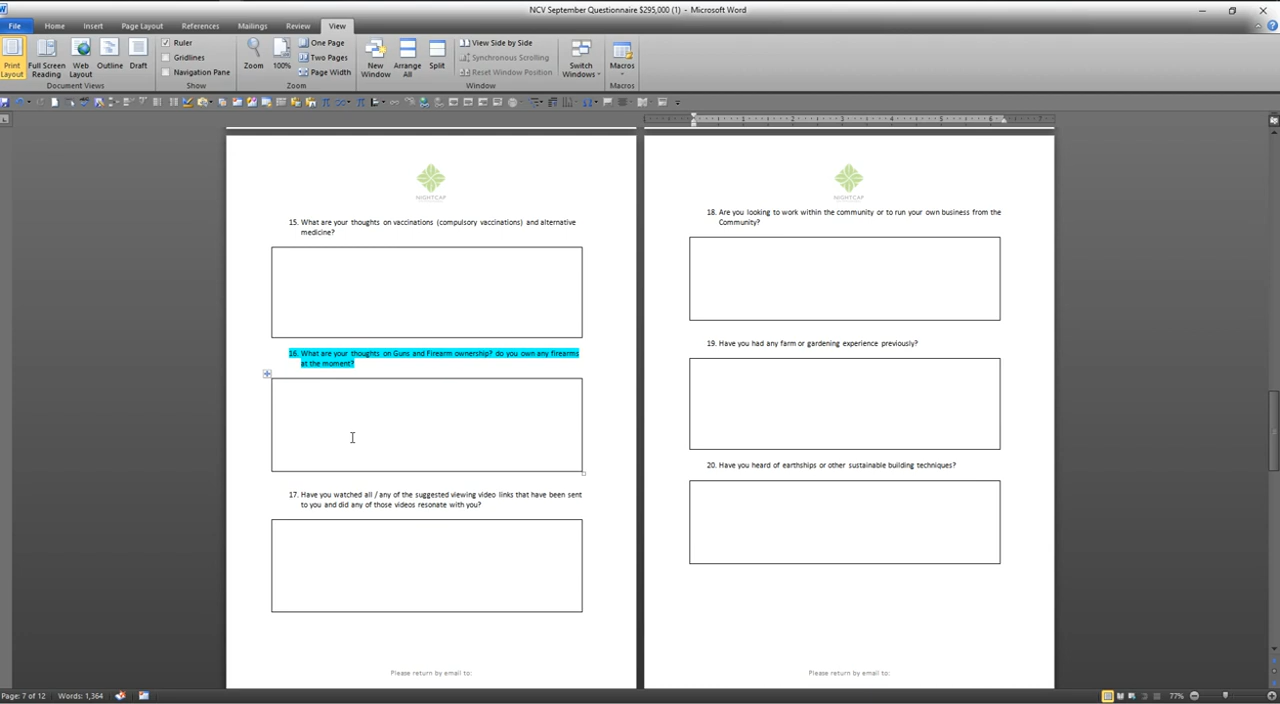 NCV September Questionnaire $295,000 (1) - Microsoft Word
File Home Insert Page Layout References Mailings Review View
Print Layout
Full Screen Reading
Web Layout
Outline
Draft
Document Views
Ruler
Gridlines
Navigation Pane
Show
Zoom
100%
One Page
Two Pages
Page Width
Zoom
New Window
Arrange All
Split
View Side by Side
Synchronous Scrolling
Reset Window Position
Window
Switch Windows
Macros
Macros
NIGHTCAP
15. What are your thoughts on vaccinations (compulsory vaccinations) and alternative
medicine?
16. What are your thoughts on Guns and Firearm ownership? do you own any firearms
at the moment?
17. Have you watched all / any of the suggested viewing video links that have been sent
to you and did any of those videos resonate with you?
Please return by email to:
NIGHTCAP
18. Are you looking to work within the community or to run your own business from the
Community?
19. Have you had any farm or gardening experience previously?
20. Have you heard of earthships or other sustainable building techniques?
Please return by email to:
Page: 7 of 12 Words: 1,364 77%